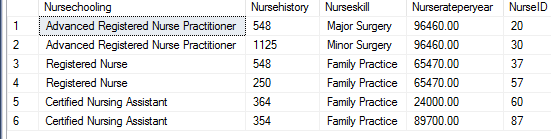 Nursechooling Nursehistory Nurseskill Nurserateperyear NurseID
1 Advanced Registered Nurse Practitioner 548 Major Surgery 96460.00 20
2 Advanced Registered Nurse Practitioner 1125 Minor Surgery 96460.00 30
3 Registered Nurse 548 Family Practice 65470.00 37
4 Registered Nurse 250 Family Practice 65470.00 57
5 Certified Nursing Assistant 364 Family Practice 24000.00 60
6 Certified Nursing Assistant 354 Family Practice 89700.00 87